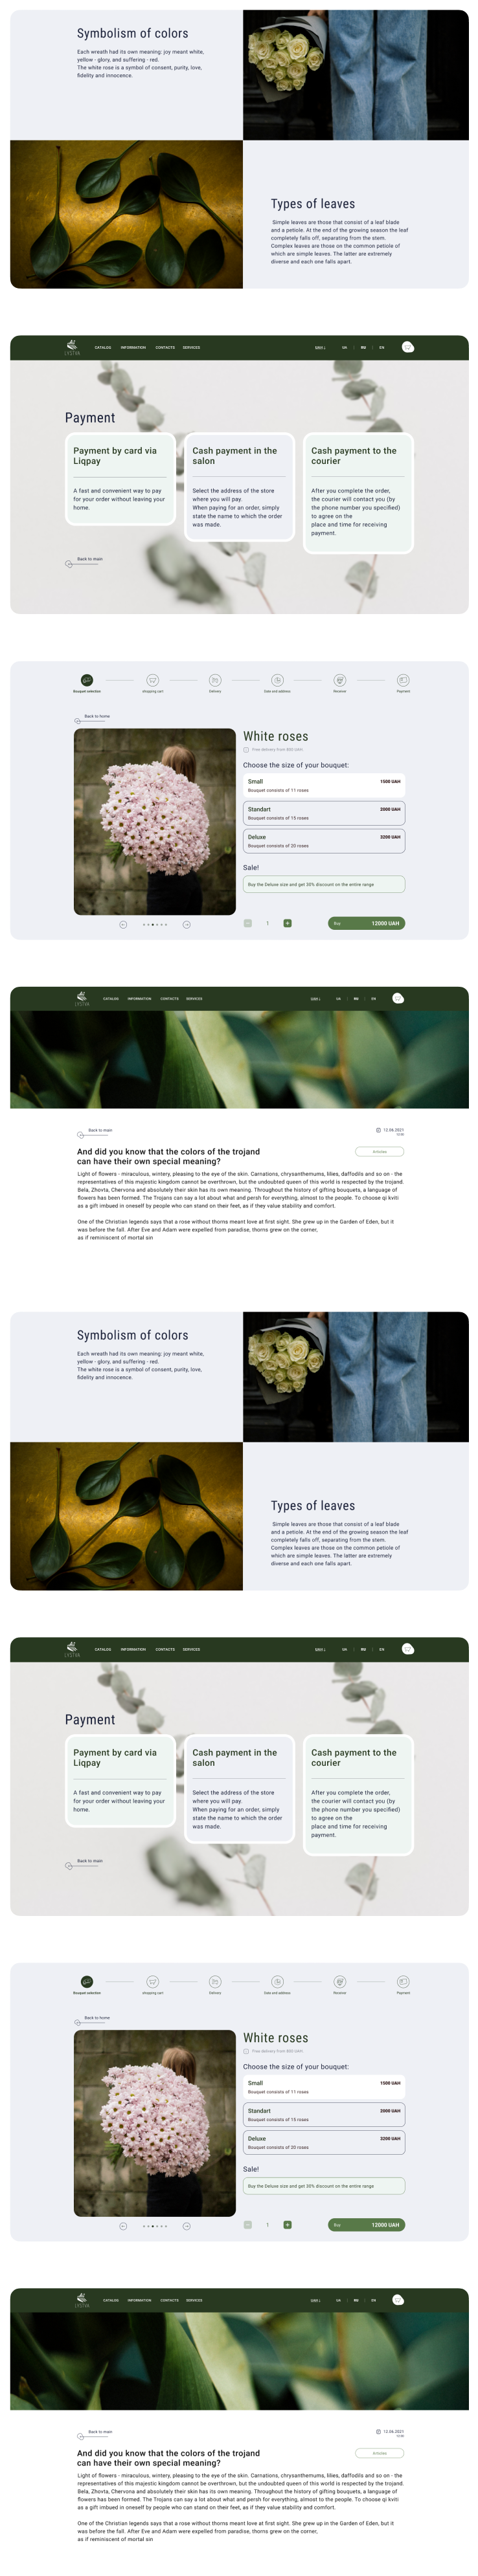 Symbolism of colors
Each wreath had its own meaning: joy meant white,
yellow - glory, and suffering - red.
The white rose is a symbol of consent, purity, love,
fidelity and innocence.
Types of leaves
Simple leaves are those that consist of a leaf blade
and a petiole. At the end of the growing season the leaf
completely falls off, separating from the stem.
Complex leaves are those on the common petiole of
which are simple leaves. The latter are extremely
diverse and each one falls apart.
LYSTVA
CATALOG INFORMATION CONTACTS SERVICES
UA | RU | EN
Payment
Payment by card via
Liqpay
A fast and convenient way to pay
for your order without leaving your
home.
Cash payment in the
salon
Select the address of the store
where you will pay.
When paying for an order, simply
state the name to which the order
was made.
Cash payment to the
courier
After you complete the order,
the courier will contact you (by
the phone number you specified)
to agree on the
place and time for receiving
payment.
Back to main
Bouquet selection shopping cart Delivery Date and address Receiver Payment
Back to home
White roses
Free delivery from 800 UAH
Choose the size of your bouquet:
Small 1500 UAH
Bouquet consists of 11 roses
Standart 2000 UAH
Bouquet consists of 15 roses
Deluxe 3200 UAH
Bouquet consists of 20 roses
Sale!
Buy the Deluxe size and get 30% discount on the entire range
1
Buy 12000 UAH
LYSTVA
CATALOG INFORMATION CONTACTS SERVICES
UA | RU | EN
Back to main
12.06.2021
Articles
And did you know that the colors of the trojand
can have their own special meaning?
Light of flowers - miraculous, wintery, pleasing to the eye of the skin. Carnations, chrysanthemums, lilies, daffodils and so on - the
representatives of this majestic kingdom cannot be overthrown, but the undoubted queen of this world is respected by the trojand.
Bela, Zhovta, Chervona and absolutely their skin has its own meaning. Throughout the history of gifting bouquets, a language of
flowers has been formed. The Trojans can say a lot about what and persh for everything, almost to the people. To choose qi kviti
as a gift imbued in oneself by people who can stand on their feet, as if they value stability and comfort.
One of the Christian legends says that a rose without thorns meant love at first sight. She grew up in the Garden of Eden, but it
was before the fall. After Eve and Adam were expelled from paradise, thorns grew on the corner,
as if reminiscent of mortal sin
Symbolism of colors
Each wreath had its own meaning: joy meant white,
yellow - glory, and suffering - red.
The white rose is a symbol of consent, purity, love,
fidelity and innocence.
Types of leaves
Simple leaves are those that consist of a leaf blade
and a petiole. At the end of the growing season the leaf
completely falls off, separating from the stem.
Complex leaves are those on the common petiole of
which are simple leaves. The latter are extremely
diverse and each one falls apart.
LYSTVA
CATALOG INFORMATION CONTACTS SERVICES
UA | RU | EN
Payment
Payment by card via
Liqpay
A fast and convenient way to pay
for your order without leaving your
home.
Cash payment in the
salon
Select the address of the store
where you will pay.
When paying for an order, simply
state the name to which the order
was made.
Cash payment to the
courier
After you complete the order,
the courier will contact you (by
the phone number you specified)
to agree on the
place and time for receiving
payment.
Back to main
Bouquet selection shopping cart Delivery Date and address Receiver Payment
Back to home
White roses
Free delivery from 800 UAH
Choose the size of your bouquet:
Small 1500 UAH
Bouquet consists of 11 roses
Standart 2000 UAH
Bouquet consists of 15 roses
Deluxe 3200 UAH
Bouquet consists of 20 roses
Sale!
Buy the Deluxe size and get 30% discount on the entire range
1
Buy 12000 UAH
LYSTVA
CATALOG INFORMATION CONTACTS SERVICES
UA | RU | EN
Back to main
12.06.2021
Articles
And did you know that the colors of the trojand
can have their own special meaning?
Light of flowers - miraculous, wintery, pleasing to the eye of the skin. Carnations, chrysanthemums, lilies, daffodils and so on - the
representatives of this majestic kingdom cannot be overthrown, but the undoubted queen of this world is respected by the trojand.
Bela, Zhovta, Chervona and absolutely their skin has its own meaning. Throughout the history of gifting bouquets, a language of
flowers has been formed. The Trojans can say a lot about what and persh for everything, almost to the people. To choose qi kviti
as a gift imbued in oneself by people who can stand on their feet, as if they value stability and comfort.
One of the Christian legends says that a rose without thorns meant love at first sight. She grew up in the Garden of Eden, but it
was before the fall. After Eve and Adam were expelled from paradise, thorns grew on the corner,
as if reminiscent of mortal sin